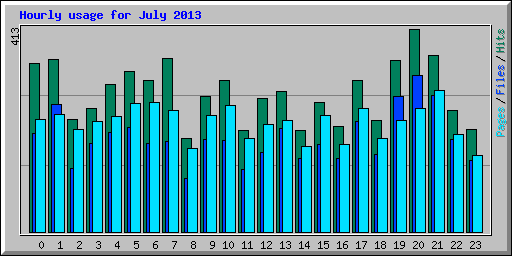 Hourly usage for July 2013
413
Pages/Files/Hits
0 1 2 3 4 5 6 7 8 9 10 11 12 13 14 15 16 17 18 19 20 21 22 23